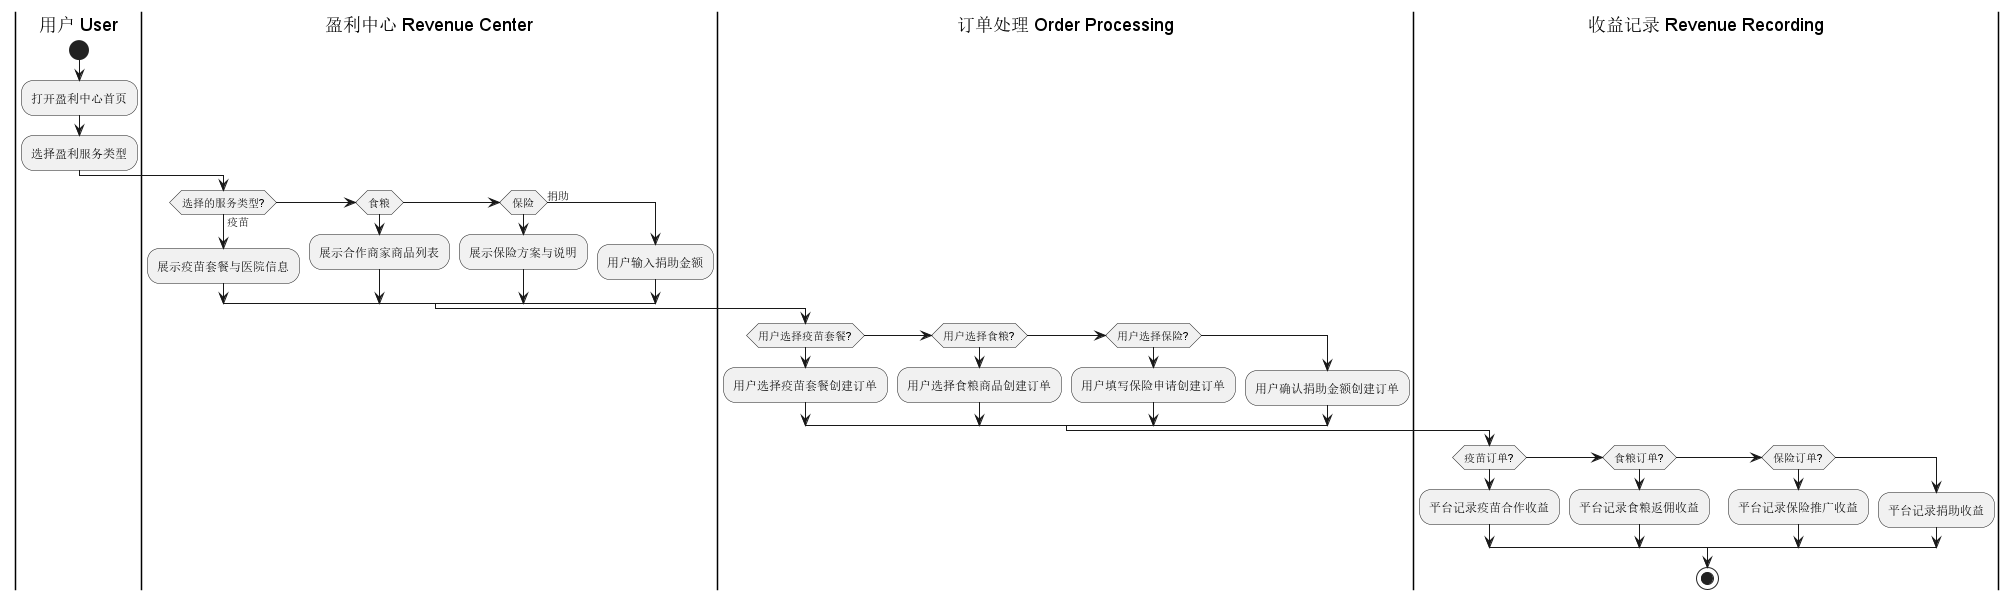 用户 User
盈利中心 Revenue Center
订单处理 Order Processing
收益记录 Revenue Recording
打开盈利中心首页
选择盈利服务类型
选择的服务类型?
食粮
保险
捐助
疫苗
展示疫苗套餐与医院信息
展示合作商家商品列表
展示保险方案与说明
用户输入捐助金额
用户选择疫苗套餐?
用户选择食粮?
用户选择保险?
用户选择疫苗套餐创建订单
用户选择食粮商品创建订单
用户填写保险申请创建订单
用户确认捐助金额创建订单
疫苗订单?
食粮订单?
保险订单?
平台记录疫苗合作收益
平台记录食粮返佣收益
平台记录保险推广收益
平台记录捐助收益